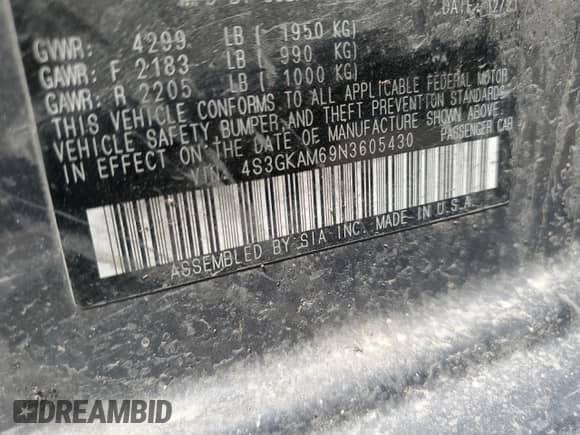 DATE: 12/21
GVWR: 4299 LB ( 1950 KG)
GAWR: F 2183 LB ( 990 KG)
GAWR: R 2205 LB ( 1000 KG)
THIS VEHICLE CONFORMS TO ALL APPLICABLE FEDERAL MOTOR
VEHICLE SAFETY, BUMPER AND THEFT PREVENTION STANDARDS
IN EFFECT ON THE DATE OF MANUFACTURE SHOWN ABOVE.
VIN: 4S3GKAM69N3605430 PASSENGER CAR
ASSEMBLED BY SIA INC. MADE IN U.S.A.
DREAMBID